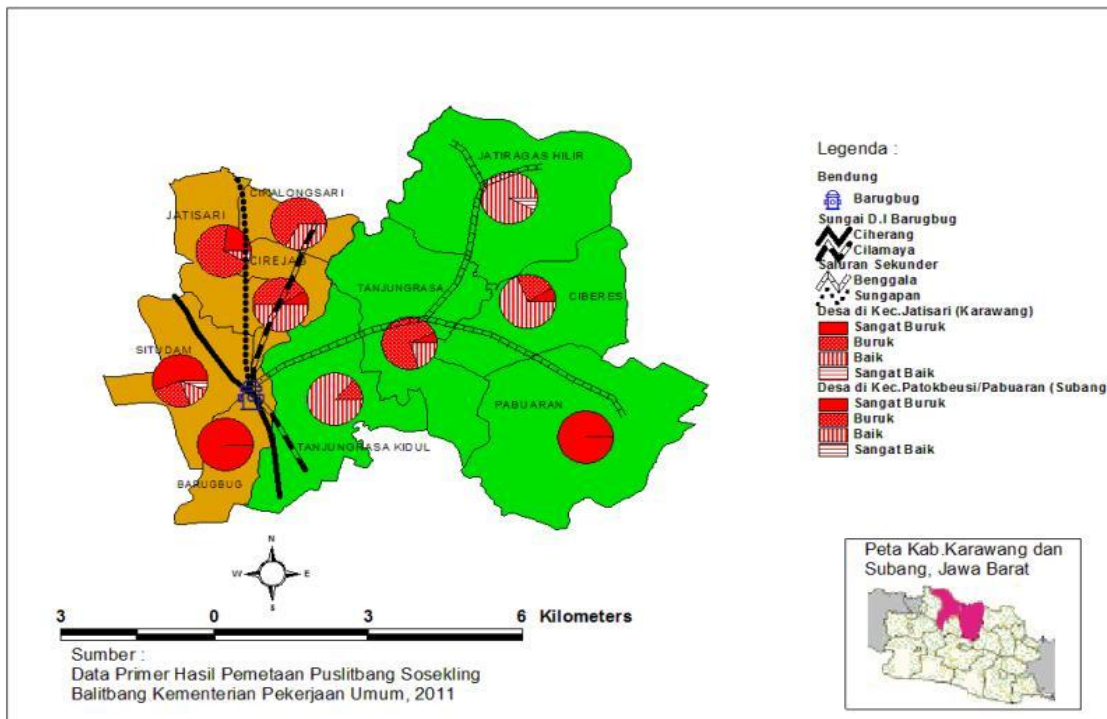 JATIRAGAS HILIR
CIKALONGSARI
JATISARI
CIREJAG
TANJUNGRASA
CIBERES
SITUDAM
PABUARAN
TANJUNGRASA KIDUL
BARUGBUG
Legenda :
Bendung
Barugbug
Sungai D.I Barugbug
Ciherang
Cilamaya
Saluran Sekunder
Benggala
Sungapan
Desa di Kec.Jatisari (Karawang)
Sangat Buruk
Buruk
Baik
Sangat Baik
Desa di Kec.Patokbeusi/Pabuaran (Subang
Sangat Buruk
Buruk
Baik
Sangat Baik
N
W E
S
3 0 3 6 Kilometers
Sumber :
Data Primer Hasil Pemetaan Puslitbang Sosekling
Balitbang Kementerian Pekerjaan Umum, 2011
Peta Kab.Karawang dan
Subang, Jawa Barat